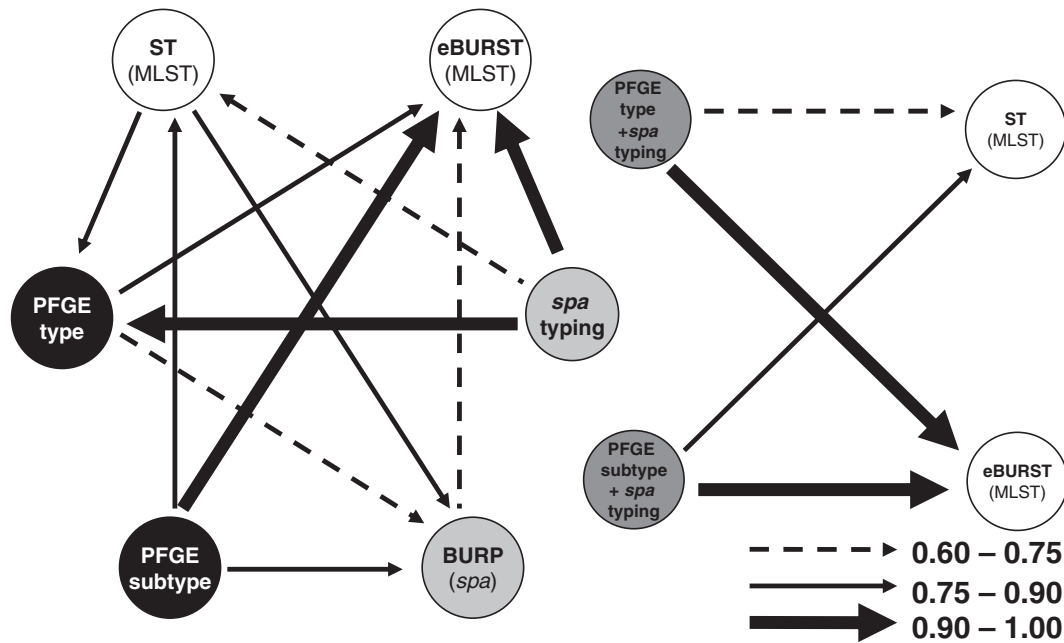 ST
(MLST)
eBURST
(MLST)
PFGE
type
spa
typing
PFGE
subtype
BURP
(spa)
PFGE
type
+spa
typing
ST
(MLST)
PFGE
subtype
+ spa
typing
eBURST
(MLST)
0.60 – 0.75
0.75 – 0.90
0.90 – 1.00